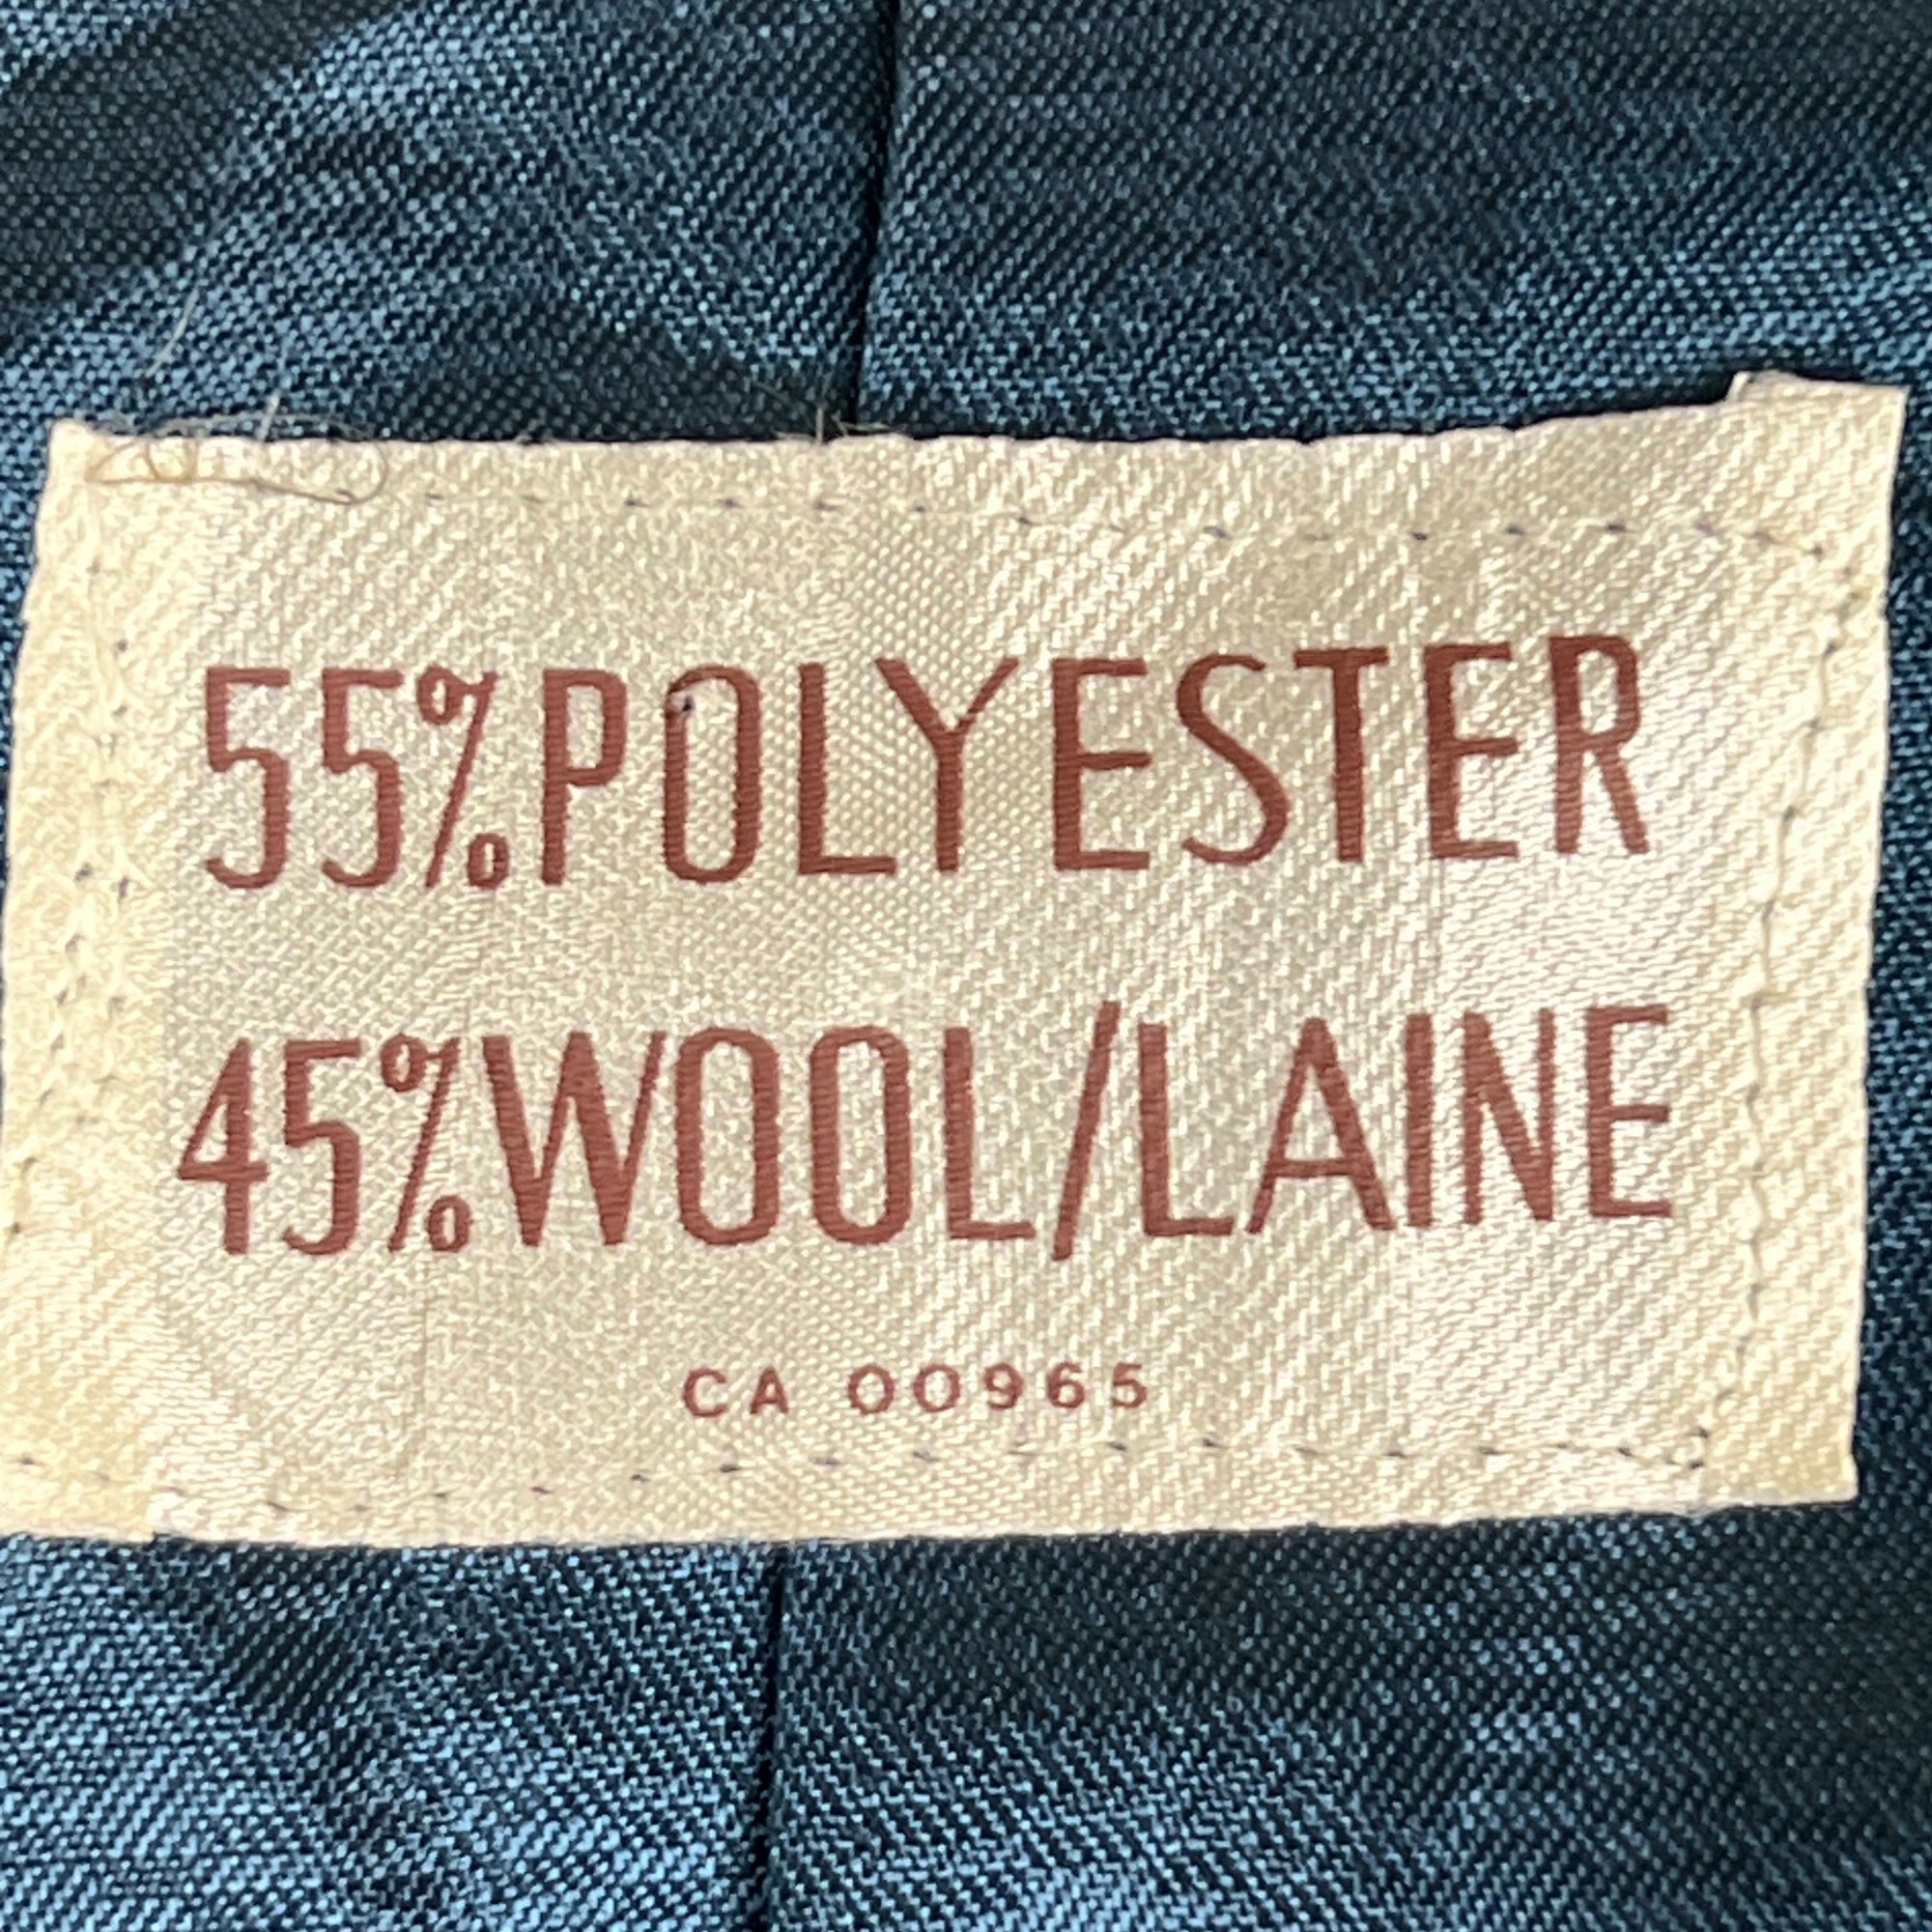 55% POLYESTER
45% WOOL/LAINE
CA 00965